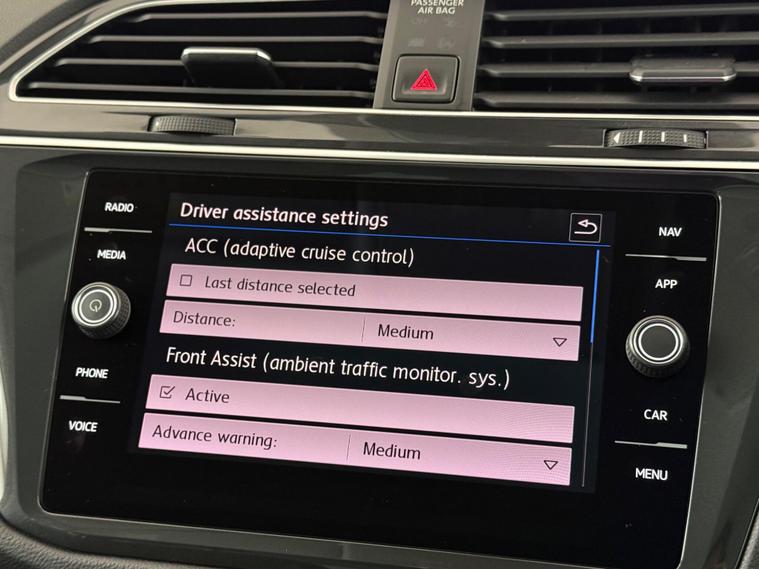 PASSENGER
AIR BAG
RADIO
MEDIA
PHONE
VOICE
Driver assistance settings
ACC (adaptive cruise control)
Last distance selected
Distance: Medium
Front Assist (ambient traffic monitor. sys.)
Active
Advance warning: Medium
NAV
APP
CAR
MENU